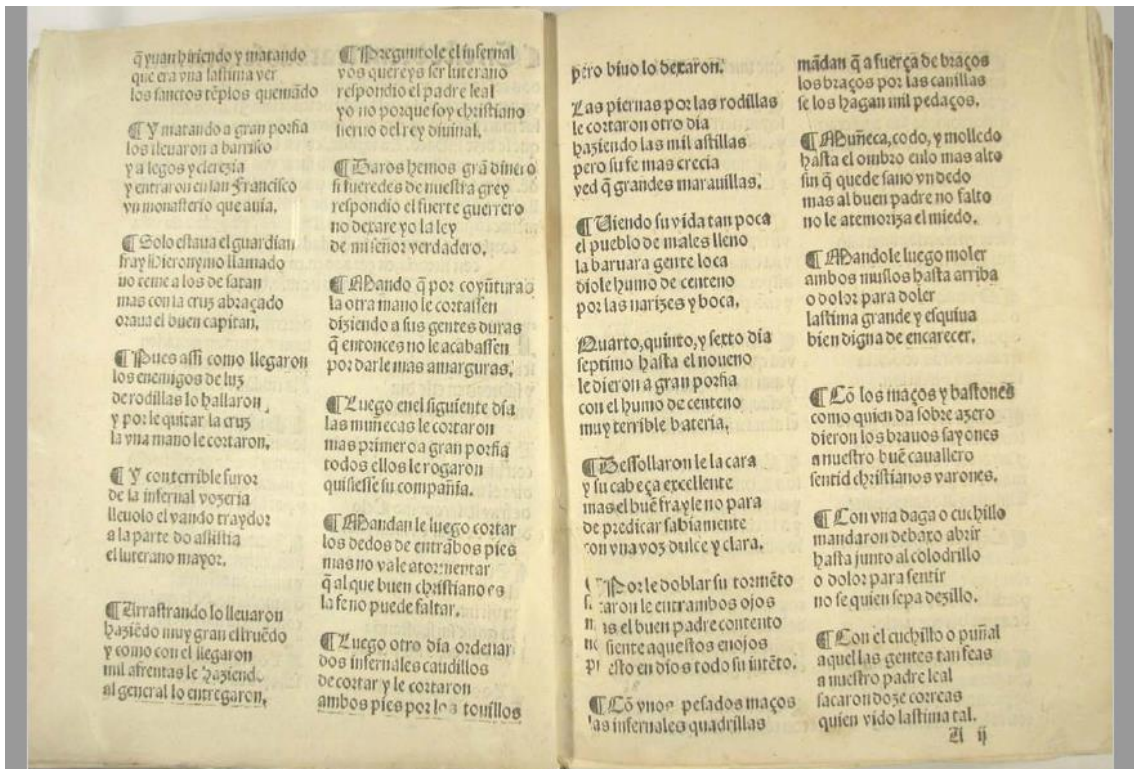 q̄ yuan hiriendo y matando
que era vna lastima ver
los sanctos tēplos quemādo
¶ Y matando a gran porfia
los lleuaron a barrisco
y a legos y clerezia
y entraron en san Francisco
vn monasterio que auia.
¶ Solo estaua el guardian
fray Hieronymo llamado
no teme a los de satan
mas con la cruz abraçado
oraua el buen capitan.
¶ Pues assi como llegaron
los enemigos de luz
de rodillas lo hallaron
y por le quitar la cruz
la vna mano le cortaron.
¶ Y con terrible furor
de la infernal vozeria
lleuolo el vando traydor
a la parte do assistia
el luterano mayor.
¶ Arrastrando lo lleuaron
haziēdo muy gran estruēdo
y como con el llegaron
mil afrentas le haziendo
al general lo entregaron.
¶ Preguntole el infernal
vos quereys ser luterano
respondio el padre leal
yo no porque soy christiano
sieruo del rey diuinal.
¶ Daros hemos grā dinero
si fueredes de nuestra grey
respondio el fuerte guerrero
no dexare yo la ley
de mi señor verdadero.
¶ Mando q̄ por coyūturas
la otra mano le cortassen
diziendo a sus gentes duras
q̄ entonces no le acabassen
por darle mas amarguras.
¶ Luego enel siguiente dia
las muñecas le cortaron
mas primero a gran porfia
todos ellos le rogaron
quisiesse su compañia.
¶ Mandan le luego cortar
los dedos de entrābos pies
mas no vale atormentar
q̄ al que buen christiano es
la fe no puede faltar.
¶ Luego otro dia ordenar
dos infernales caudillos
de cortar y le cortaron
ambos pies por los touillos
pero biuo lo dexaron.
Las piernas por las rodillas
le cortaron otro dia
haziendo las mil astillas
pero su fe mas crecia
ved q̄ grandes marauillas.
¶ Viendo su vida tan poca
el pueblo de males lleno
la baruara gente loca
diole humo de centeno
por las narizes y boca.
Quarto, quinto, y sexto dia
septimo hasta el noueno
le dieron a gran porfia
con el humo de centeno
muy terrible bateria.
¶ Dessollaron le la cara
y su cabeça excellente
mas el buē frayle no para
de predicar sabiamente
con vna voz dulce y clara.
¶ Por le doblar su tormēto
sacaron le entrambos ojos
mas el buen padre contento
no siente aquestos enojos
puesto en dios todo su intēto.
¶ Cō vnos pesados maços
las infernales quadrillas
mādan q̄ a fuerça de braços
los braços por las canillas
se los hagan mil pedaços.
¶ Muñeca, codo, y molledo
hasta el ombro enlo mas alto
sin q̄ quede sano vn dedo
mas al buen padre no falto
no le atemoriza el miedo.
¶ Mandole luego moler
ambos muslos hasta arriba
o dolor para doler
lastima grande y esquiua
bien digna de encarecer.
¶ Cō los maços y bastones
como quien da sobre azero
dieron los brauos sayones
a nuestro buē cauallero
sentid christianos varones.
¶ Con vna daga o cuchillo
mandaron debaxo abrir
hasta junto al colodrillo
o dolor para sentir
no se quien sepa dezillo.
¶ Con el cuchillo o puñal
aquellas gentes tan feas
a nuestro padre leal
sacaron doze correas
quien vido lastima tal.
A ij